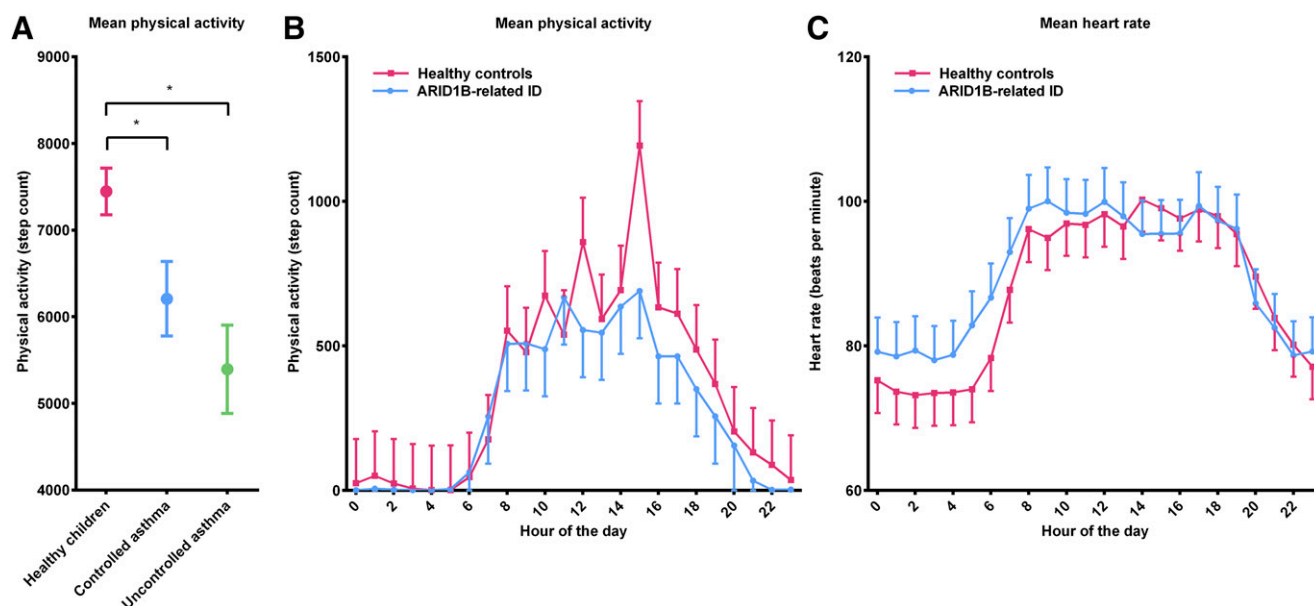 A
Mean physical activity
Physical activity (step count)
9000
8000
7000
6000
5000
4000
*
*
Healthy children
Controlled asthma
Uncontrolled asthma
B
Mean physical activity
Healthy controls
ARID1B-related ID
Physical activity (step count)
1500
1000
500
0
0 2 4 6 8 10 12 14 16 18 20 22
Hour of the day
C
Mean heart rate
Healthy controls
ARID1B-related ID
Heart rate (beats per minute)
120
100
80
60
0 2 4 6 8 10 12 14 16 18 20 22
Hour of the day